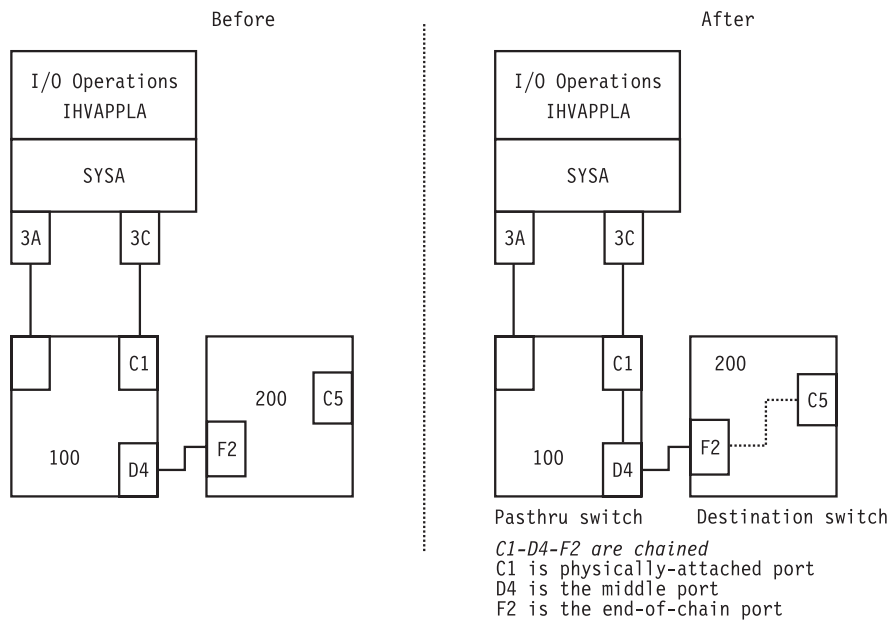 Before
I/O Operations
IHVAPPLA
SYSA
3A
3C
C1
200
C5
F2
100
D4
After
I/O Operations
IHVAPPLA
SYSA
3A
3C
C1
200
C5
F2
100
D4
Pasthru switch
Destination switch
C1-D4-F2 are chained
C1 is physically-attached port
D4 is the middle port
F2 is the end-of-chain port